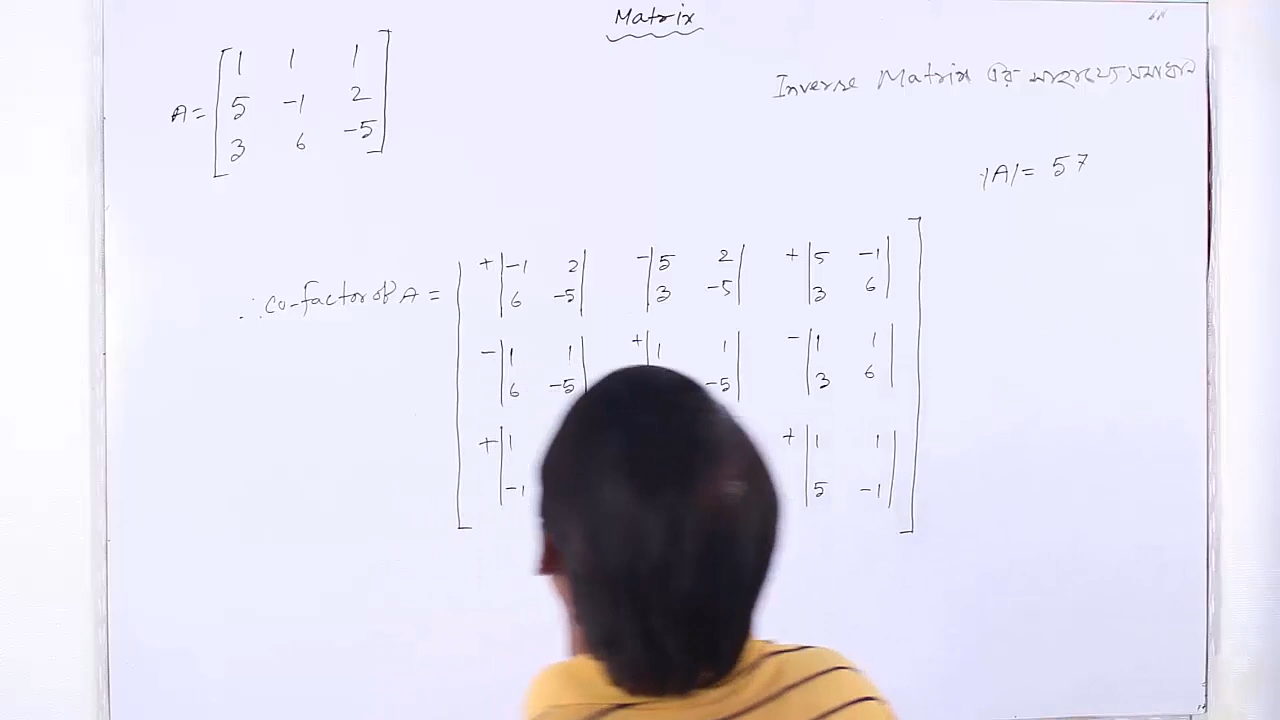 Matrix
Inverse Matrix এর সাহায্যে সমাধান
A = [1 1 1
5 -1 2
3 6 -5]
|A| = 57
∴ co-factor of A =
[+|-1 2| -|5 2| +|5 -1|
|6 -5| |3 -5| |3 6|
-|1 1| +|1 1| -|1 1|
|6 -5| -5| |3 6|
+|1 +|1 1|
|-1 |5 -1|]